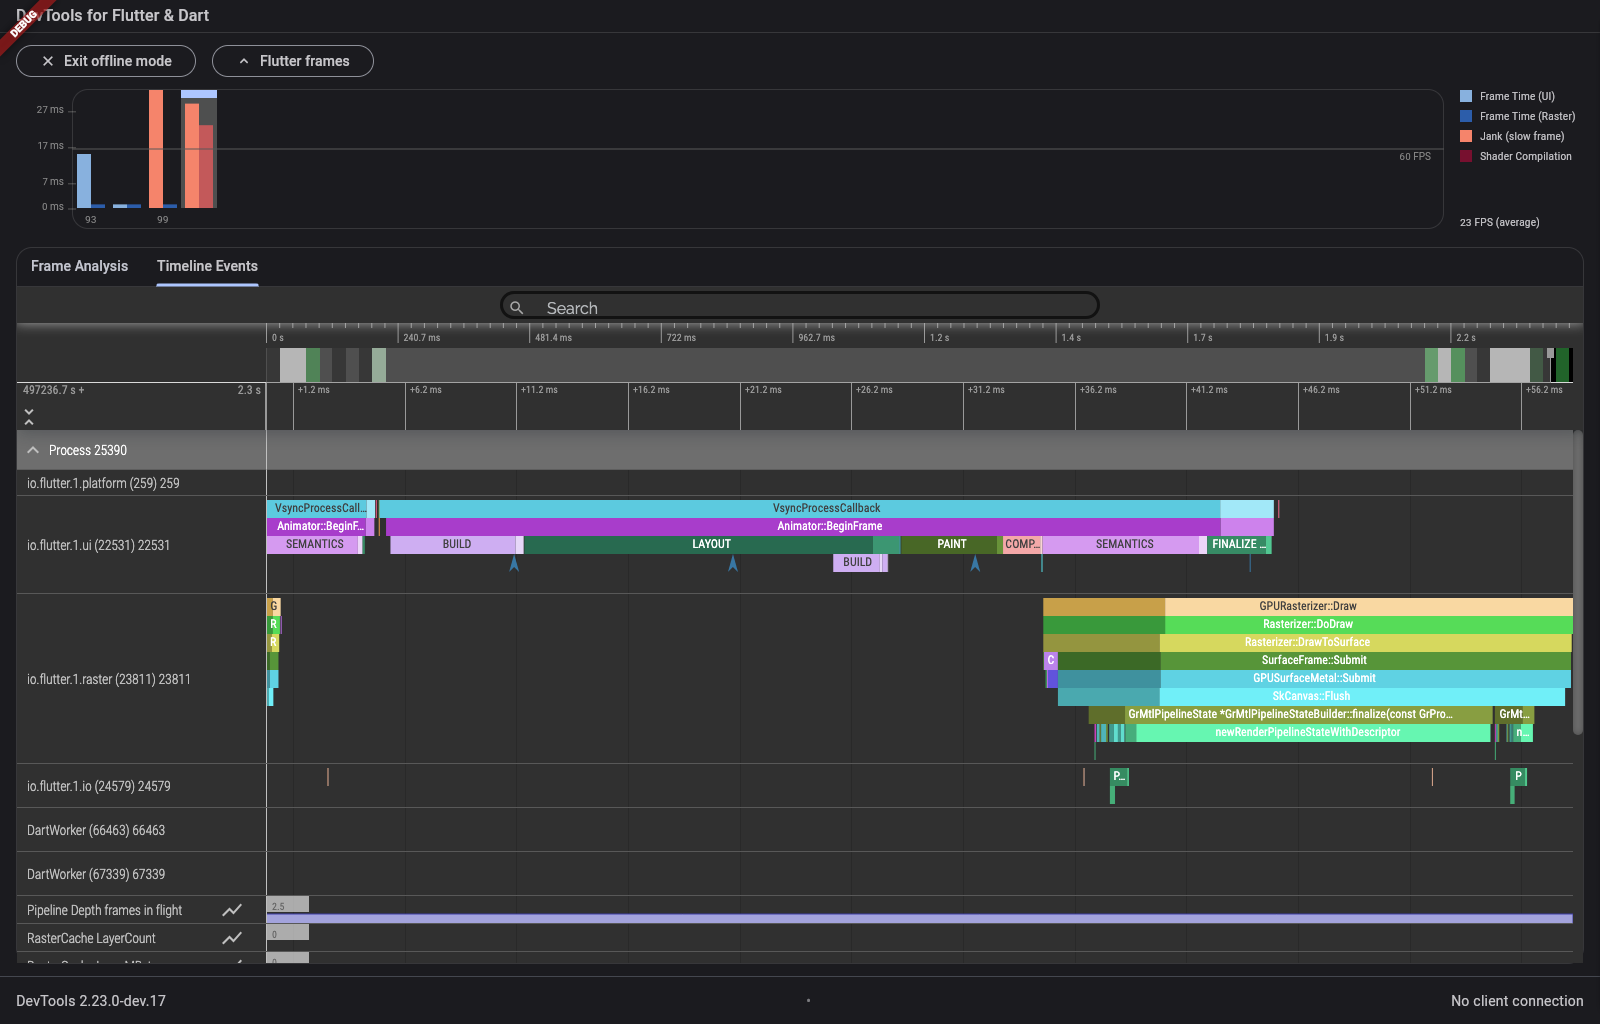 DevTools for Flutter & Dart
DEBUG
Exit offline mode
Flutter frames
27 ms
17 ms
7 ms
0 ms
93
99
60 FPS
Frame Time (UI)
Frame Time (Raster)
Jank (slow frame)
Shader Compilation
23 FPS (average)
Frame Analysis
Timeline Events
Search
0 s 240.7 ms 481.4 ms 722 ms 962.7 ms 1.2 s 1.4 s 1.7 s 1.9 s 2.2 s
497236.7 s + 2.3 s
+1.2 ms +6.2 ms +11.2 ms +16.2 ms +21.2 ms +26.2 ms +31.2 ms +36.2 ms +41.2 ms +46.2 ms +51.2 ms +56.2 ms
Process 25390
io.flutter.1.platform (259) 259
io.flutter.1.ui (22531) 22531
VsyncProcessCall... VsyncProcessCallback
Animator::BeginF... Animator::BeginFrame
SEMANTICS BUILD LAYOUT PAINT COMP... SEMANTICS FINALIZE ...
BUILD
io.flutter.1.raster (23811) 23811
G GPURasterizer::Draw
R Rasterizer::DoDraw
R Rasterizer::DrawToSurface
C SurfaceFrame::Submit
GPUSurfaceMetal::Submit
SkCanvas::Flush
GrMtlPipelineState *GrMtlPipelineStateBuilder::finalize(const GrPro... GrMt...
newRenderPipelineStateWithDescriptor n...
io.flutter.1.io (24579) 24579
P... P
DartWorker (66463) 66463
DartWorker (67339) 67339
Pipeline Depth frames in flight
2.5
RasterCache LayerCount
0
DevTools 2.23.0-dev.17
No client connection